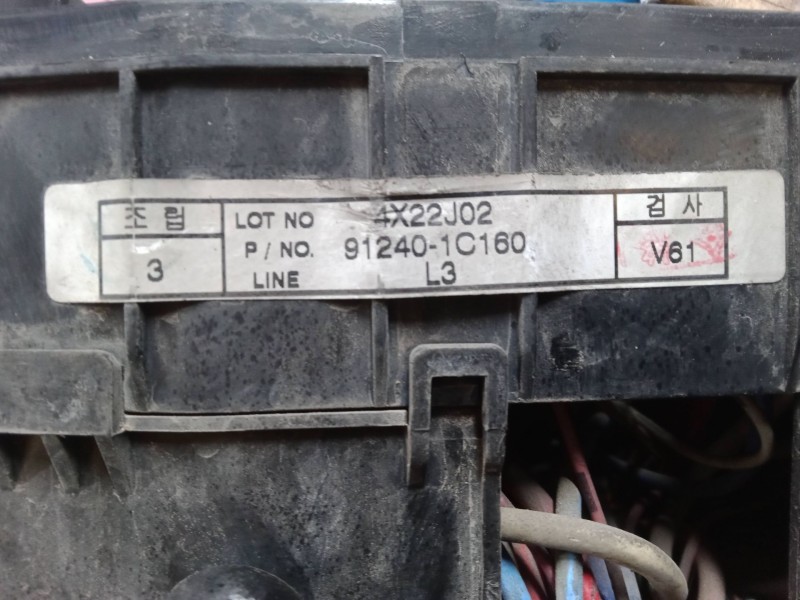 조 립
3
LOT NO 4X22J02
P / NO. 91240-1C160
LINE L3
검 사
V61